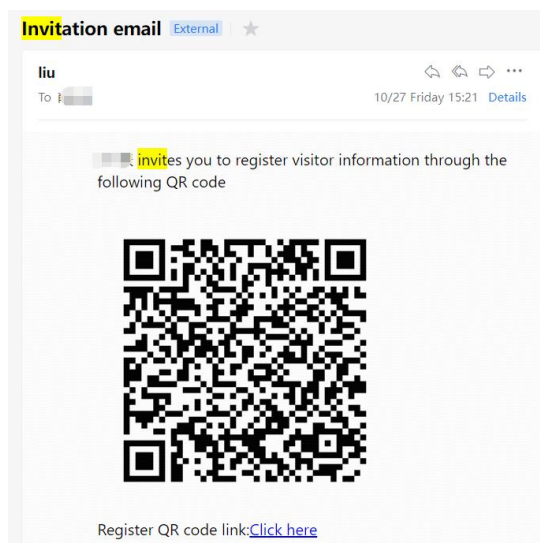 Invitation email External
liu
To
10/27 Friday 15:21 Details
invites you to register visitor information through the
following QR code
Register QR code link:Click here